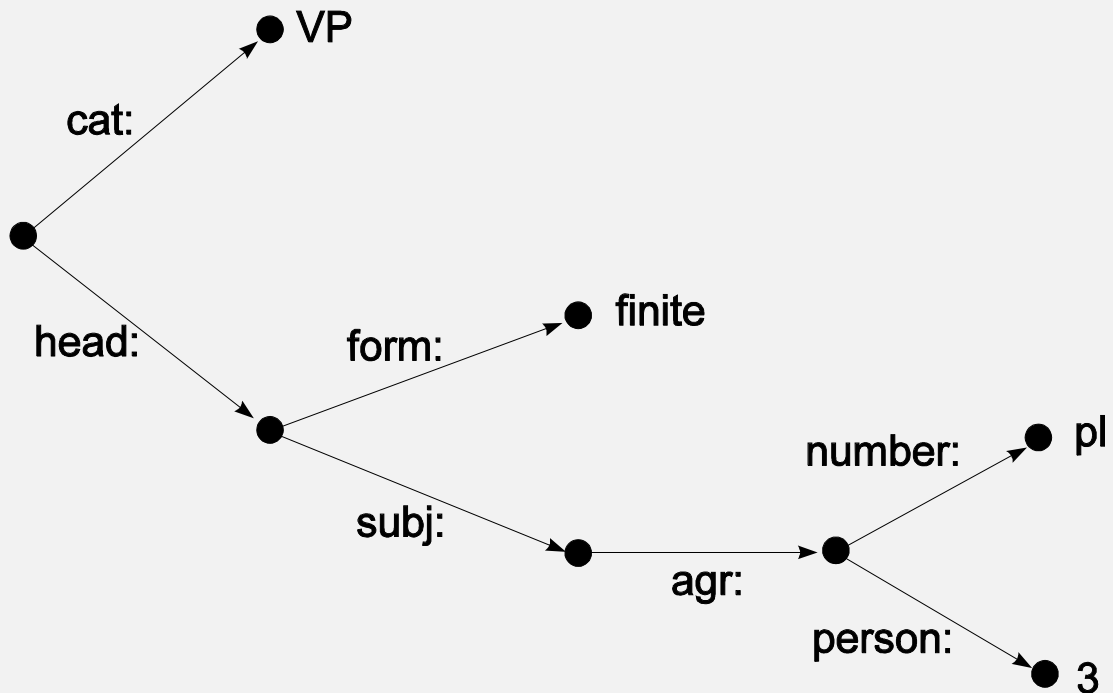 VP
cat:
finite
head:
form:
pl
number:
subj:
agr:
person:
3